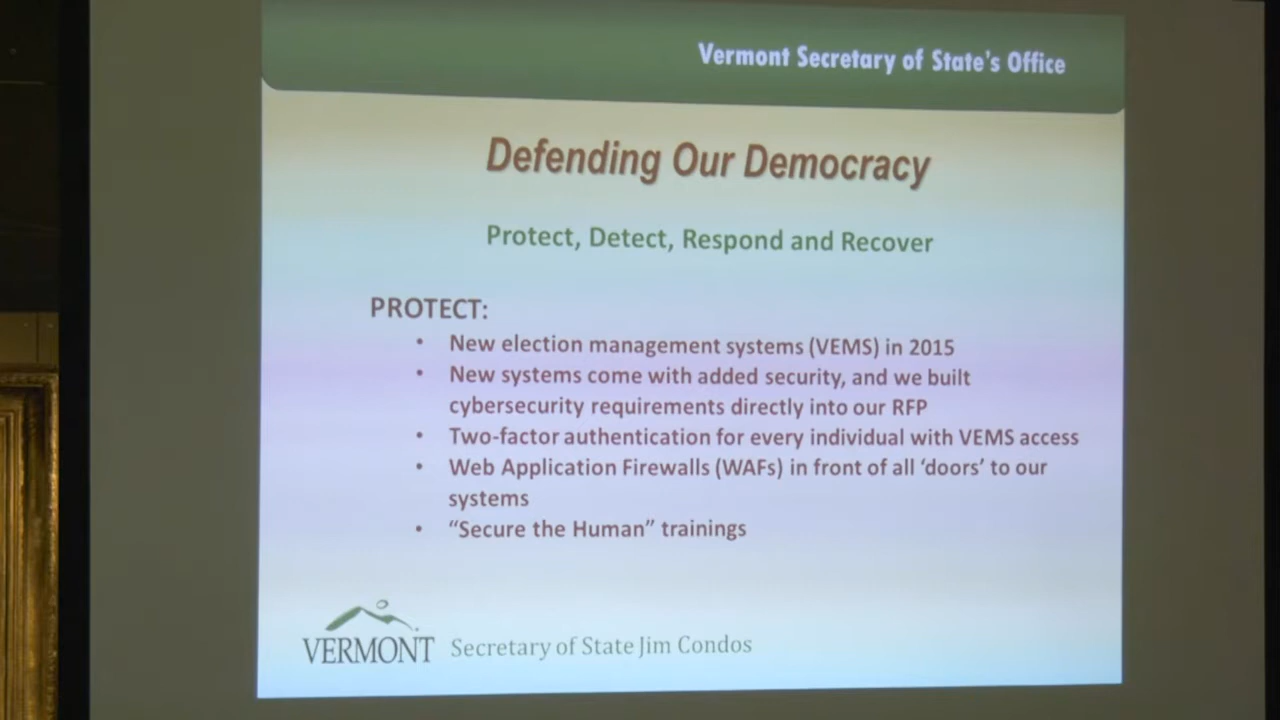 Vermont Secretary of State's Office
Defending Our Democracy
Protect, Detect, Respond and Recover
PROTECT:
• New election management systems (VEMS) in 2015
• New systems come with added security, and we built
cybersecurity requirements directly into our RFP
• Two-factor authentication for every individual with VEMS access
• Web Application Firewalls (WAFs) in front of all ‘doors’ to our
systems
• “Secure the Human” trainings
VERMONT Secretary of State Jim Condos